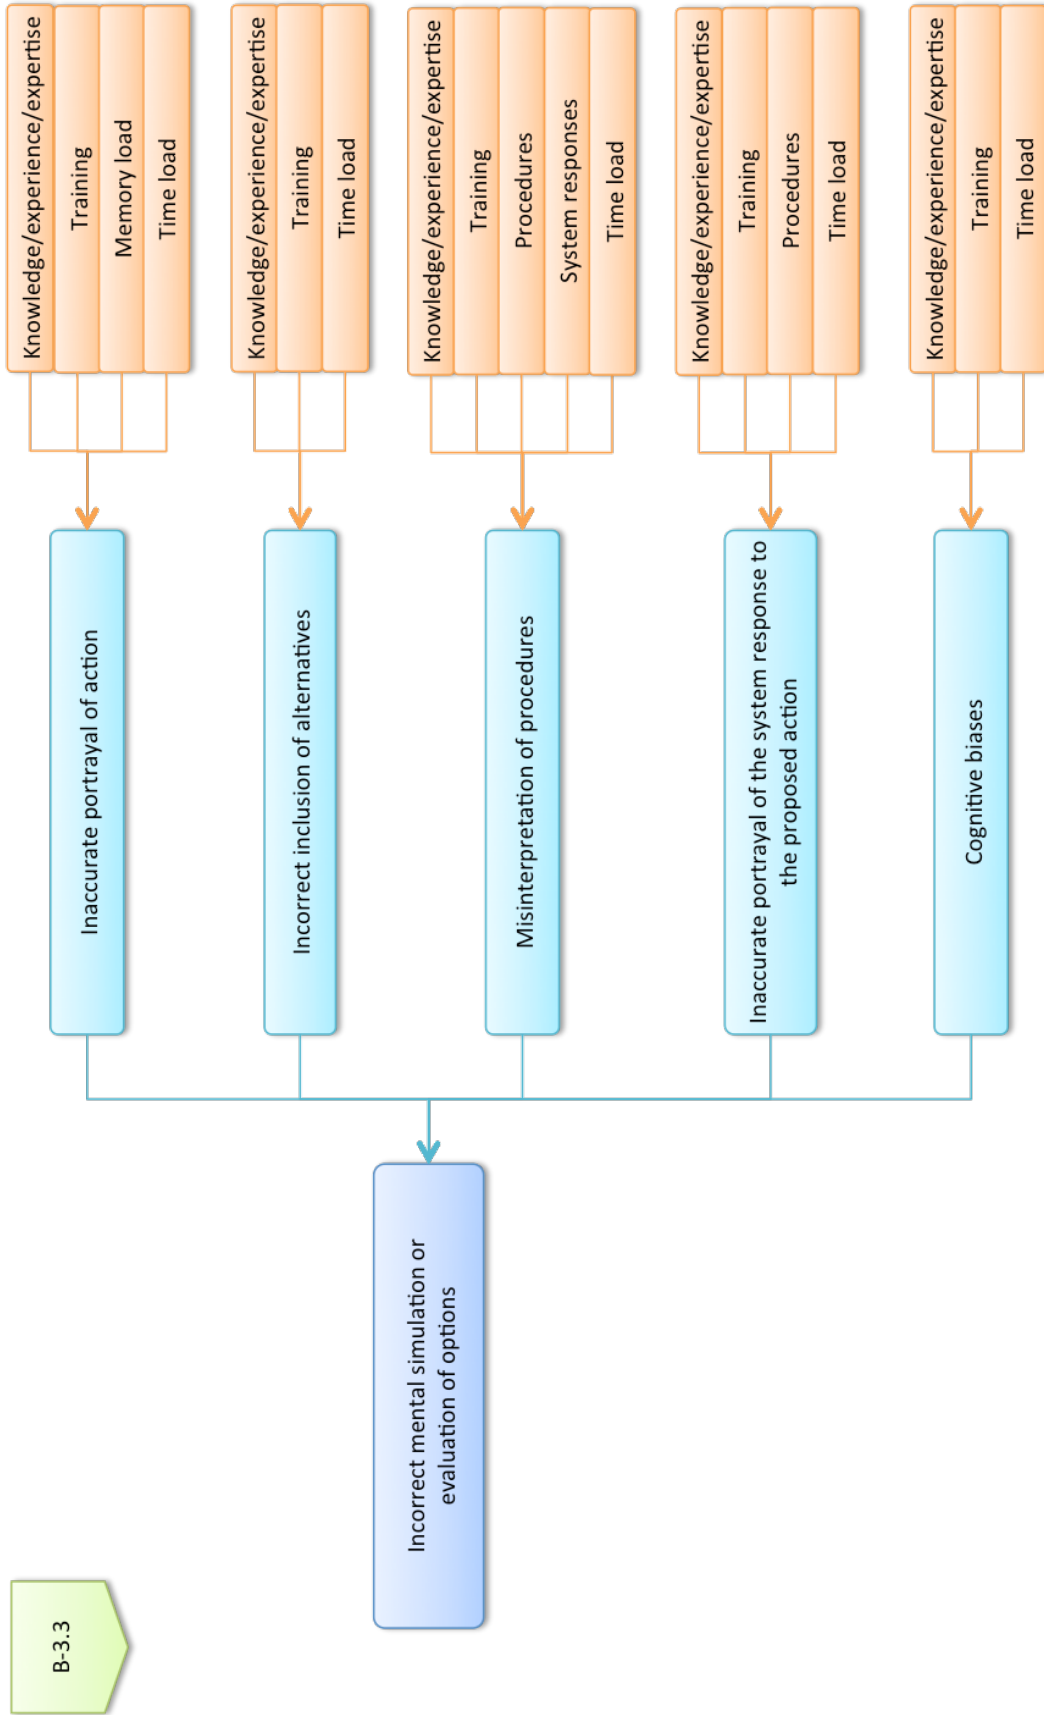 B-3.3
Incorrect mental simulation or
evaluation of options
Inaccurate portrayal of action
Knowledge/experience/expertise
Training
Memory load
Time load
Incorrect inclusion of alternatives
Knowledge/experience/expertise
Training
Time load
Misinterpretation of procedures
Knowledge/experience/expertise
Training
Procedures
System responses
Time load
Inaccurate portrayal of the system response to
the proposed action
Knowledge/experience/expertise
Training
Procedures
Time load
Cognitive biases
Knowledge/experience/expertise
Training
Time load